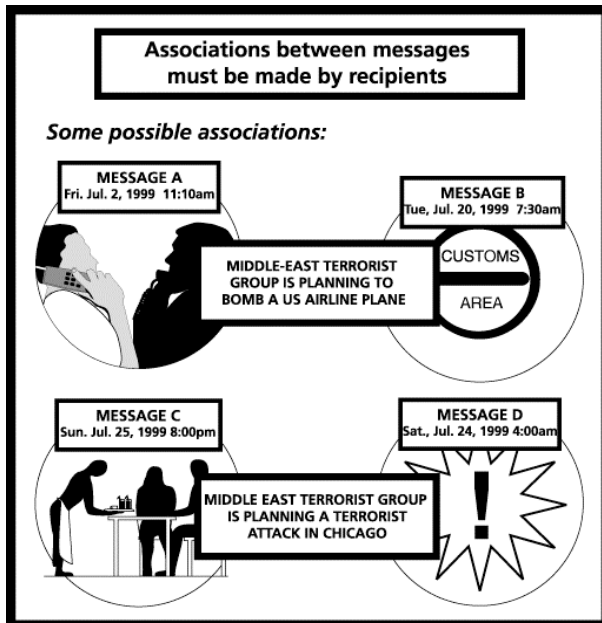 Associations between messages
must be made by recipients
Some possible associations:
MESSAGE A
Fri. Jul. 2, 1999 11:10am
MESSAGE B
Tue, Jul. 20, 1999 7:30am
MIDDLE-EAST TERRORIST
GROUP IS PLANNING TO
BOMB A US AIRLINE PLANE
CUSTOMS
AREA
MESSAGE C
Sun. Jul. 25, 1999 8:00pm
MESSAGE D
Sat., Jul. 24, 1999 4:00am
MIDDLE EAST TERRORIST GROUP
IS PLANNING A TERRORIST
ATTACK IN CHICAGO
!